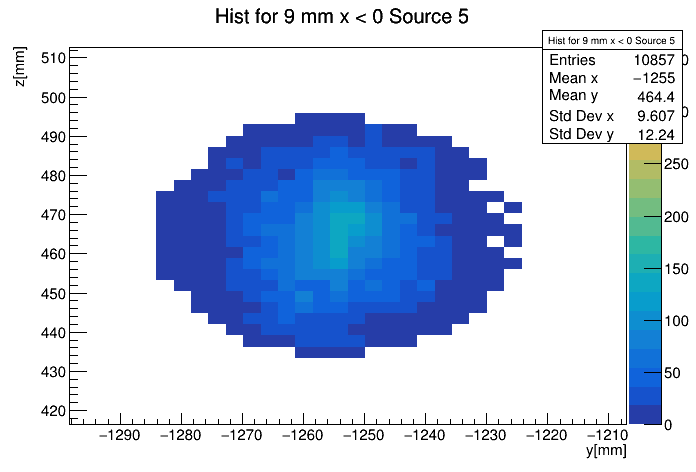 Hist for 9 mm x < 0 Source 5
Hist for 9 mm x < 0 Source 5
Entries 10857
Mean x −1255
Mean y 464.4
Std Dev x 9.607
Std Dev y 12.24
z[mm]
510
500
490
480
470
460
450
440
430
420
250
200
150
100
50
0
−1290 −1280 −1270 −1260 −1250 −1240 −1230 −1220 −1210
y[mm]